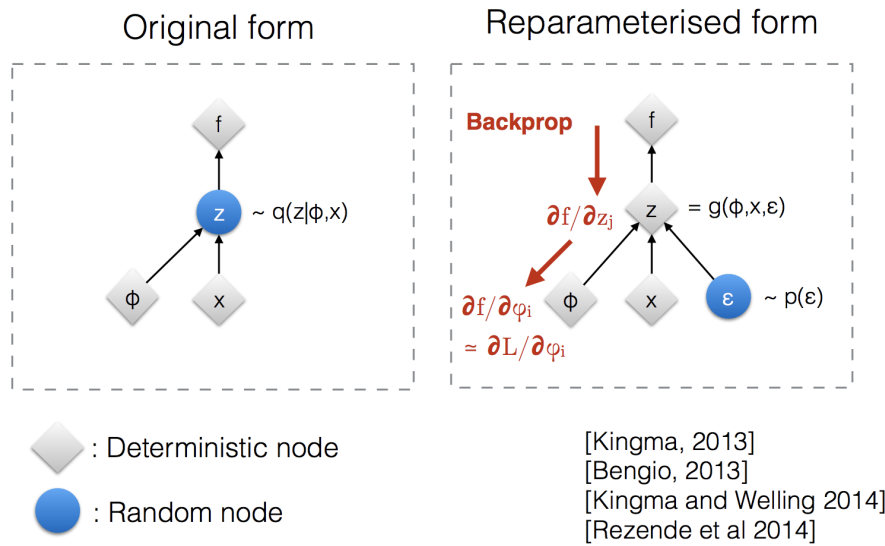 Original form
f
z ~ q(z|φ,x)
φ x
Reparameterised form
f
Backprop
∂f/∂zⱼ
z = g(φ,x,ε)
φ x ε ~ p(ε)
∂f/∂φᵢ
≃ ∂L/∂φᵢ
: Deterministic node
: Random node
[Kingma, 2013]
[Bengio, 2013]
[Kingma and Welling 2014]
[Rezende et al 2014]